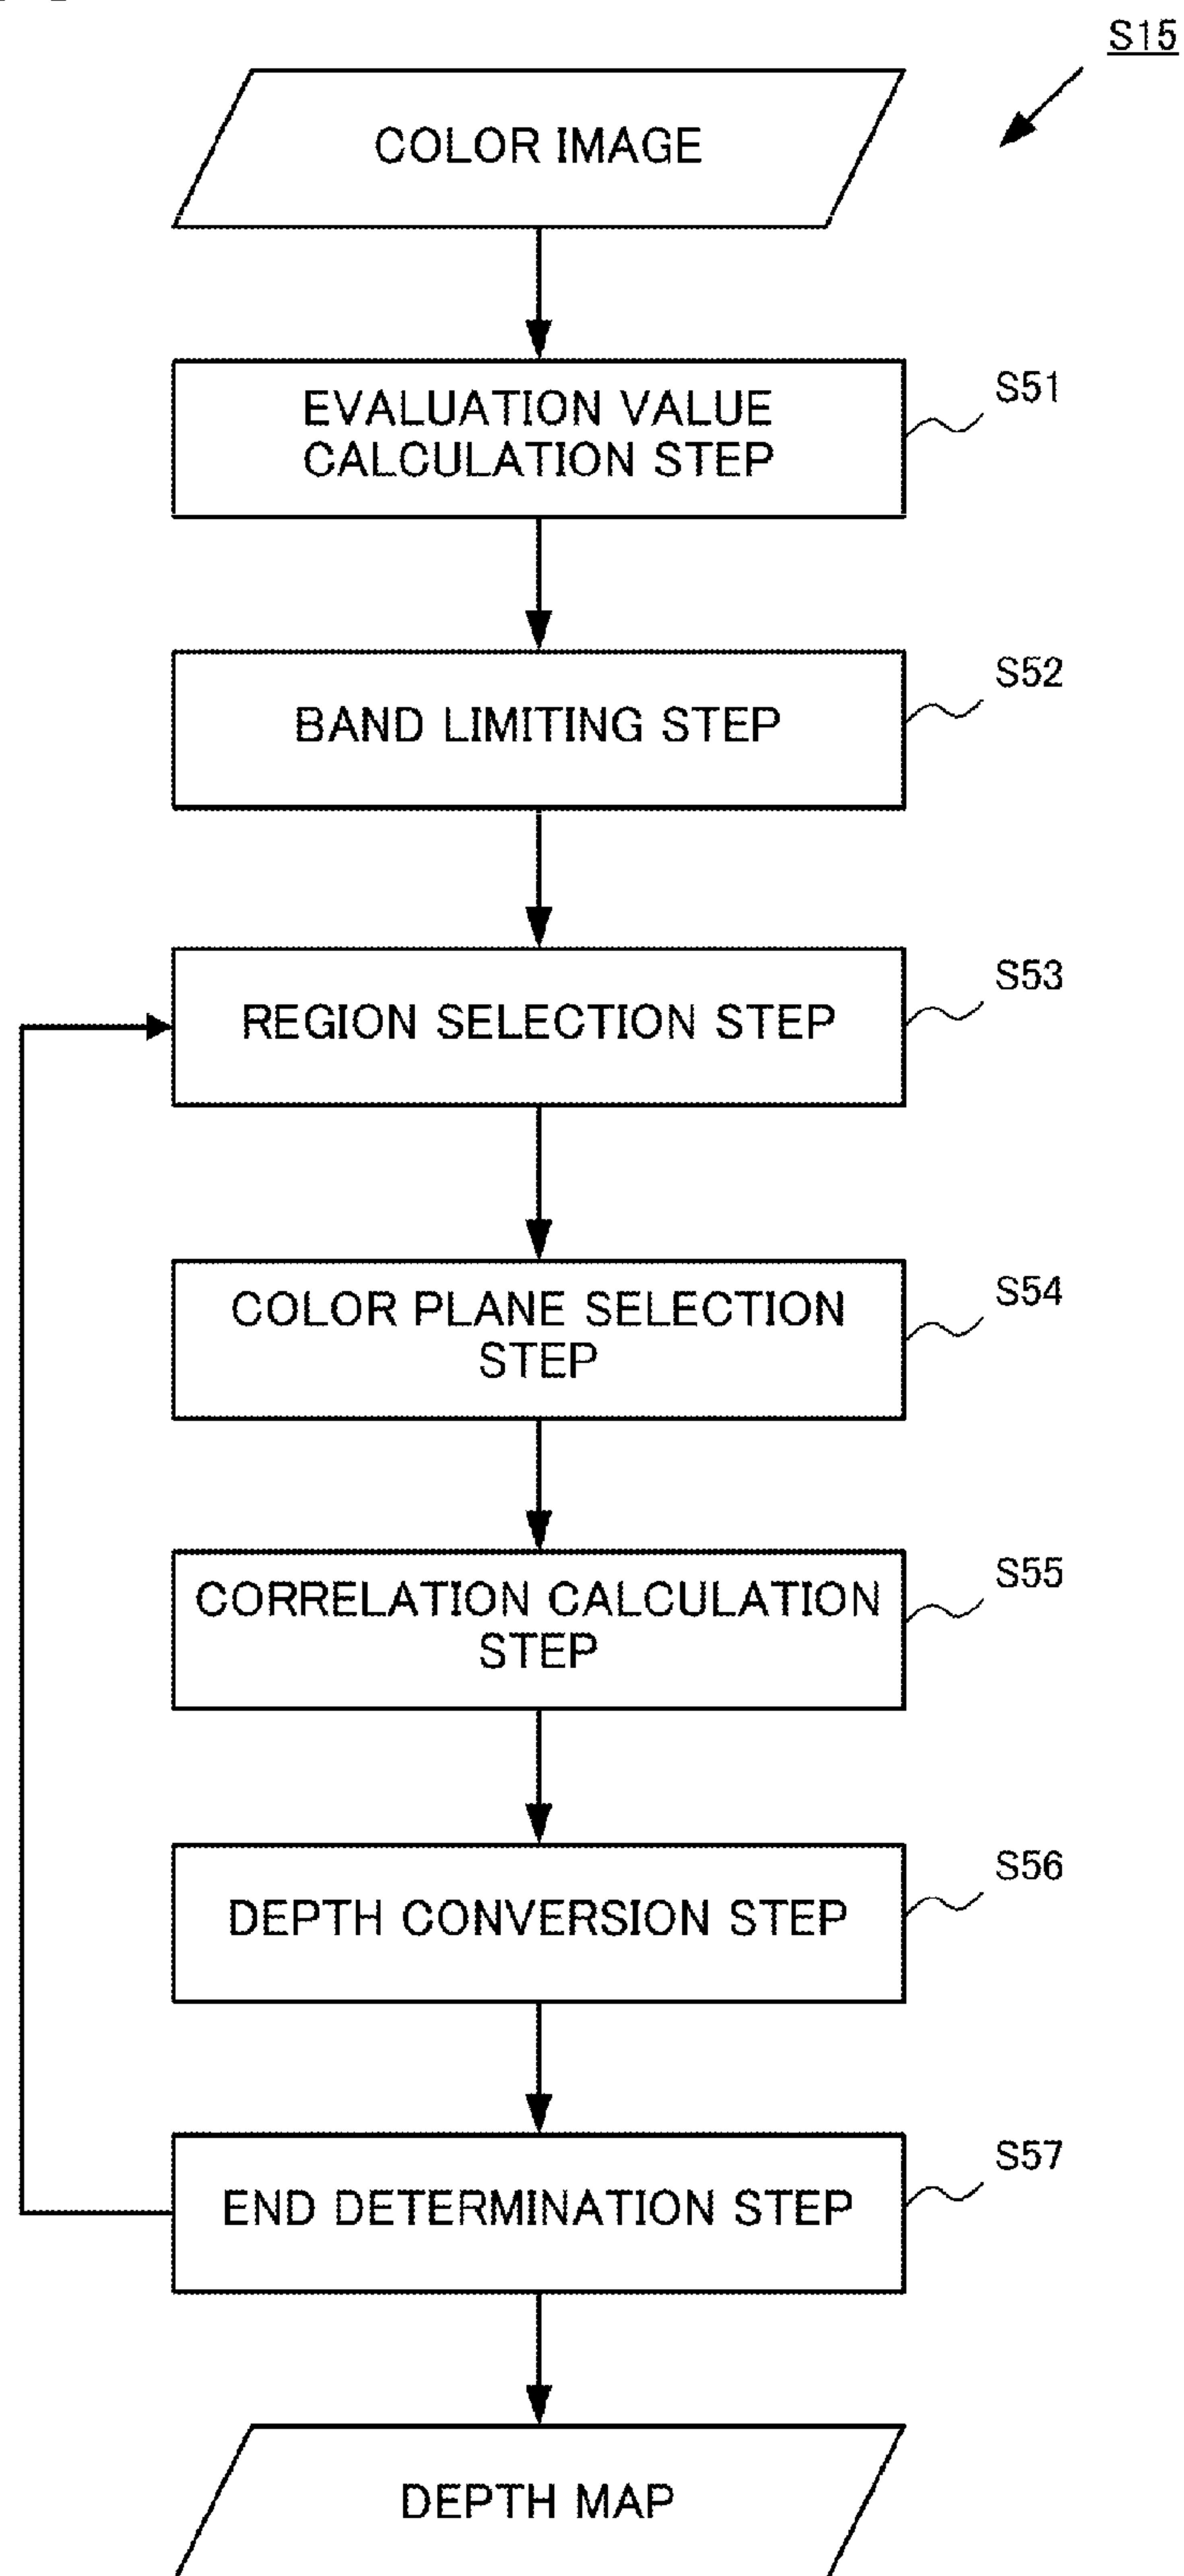 S15
COLOR IMAGE
EVALUATION VALUE
CALCULATION STEP
S51
BAND LIMITING STEP
S52
REGION SELECTION STEP
S53
COLOR PLANE SELECTION
STEP
S54
CORRELATION CALCULATION
STEP
S55
DEPTH CONVERSION STEP
S56
END DETERMINATION STEP
S57
DEPTH MAP